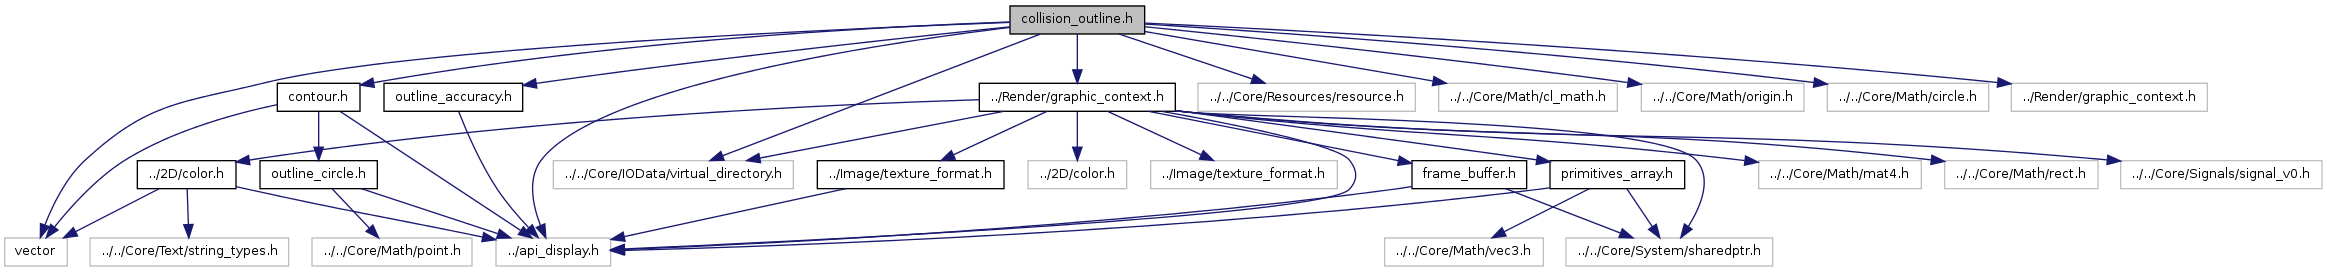 collision_outline.h
contour.h
outline_accuracy.h
../Render/graphic_context.h
../../Core/Resources/resource.h
../../Core/Math/cl_math.h
../../Core/Math/origin.h
../../Core/Math/circle.h
../Render/graphic_context.h
../2D/color.h
outline_circle.h
../../Core/IOData/virtual_directory.h
../Image/texture_format.h
../2D/color.h
../Image/texture_format.h
frame_buffer.h
primitives_array.h
../../Core/Math/mat4.h
../../Core/Math/rect.h
../../Core/Signals/signal_v0.h
vector
../../Core/Text/string_types.h
../../Core/Math/point.h
../api_display.h
../../Core/Math/vec3.h
../../Core/System/sharedptr.h